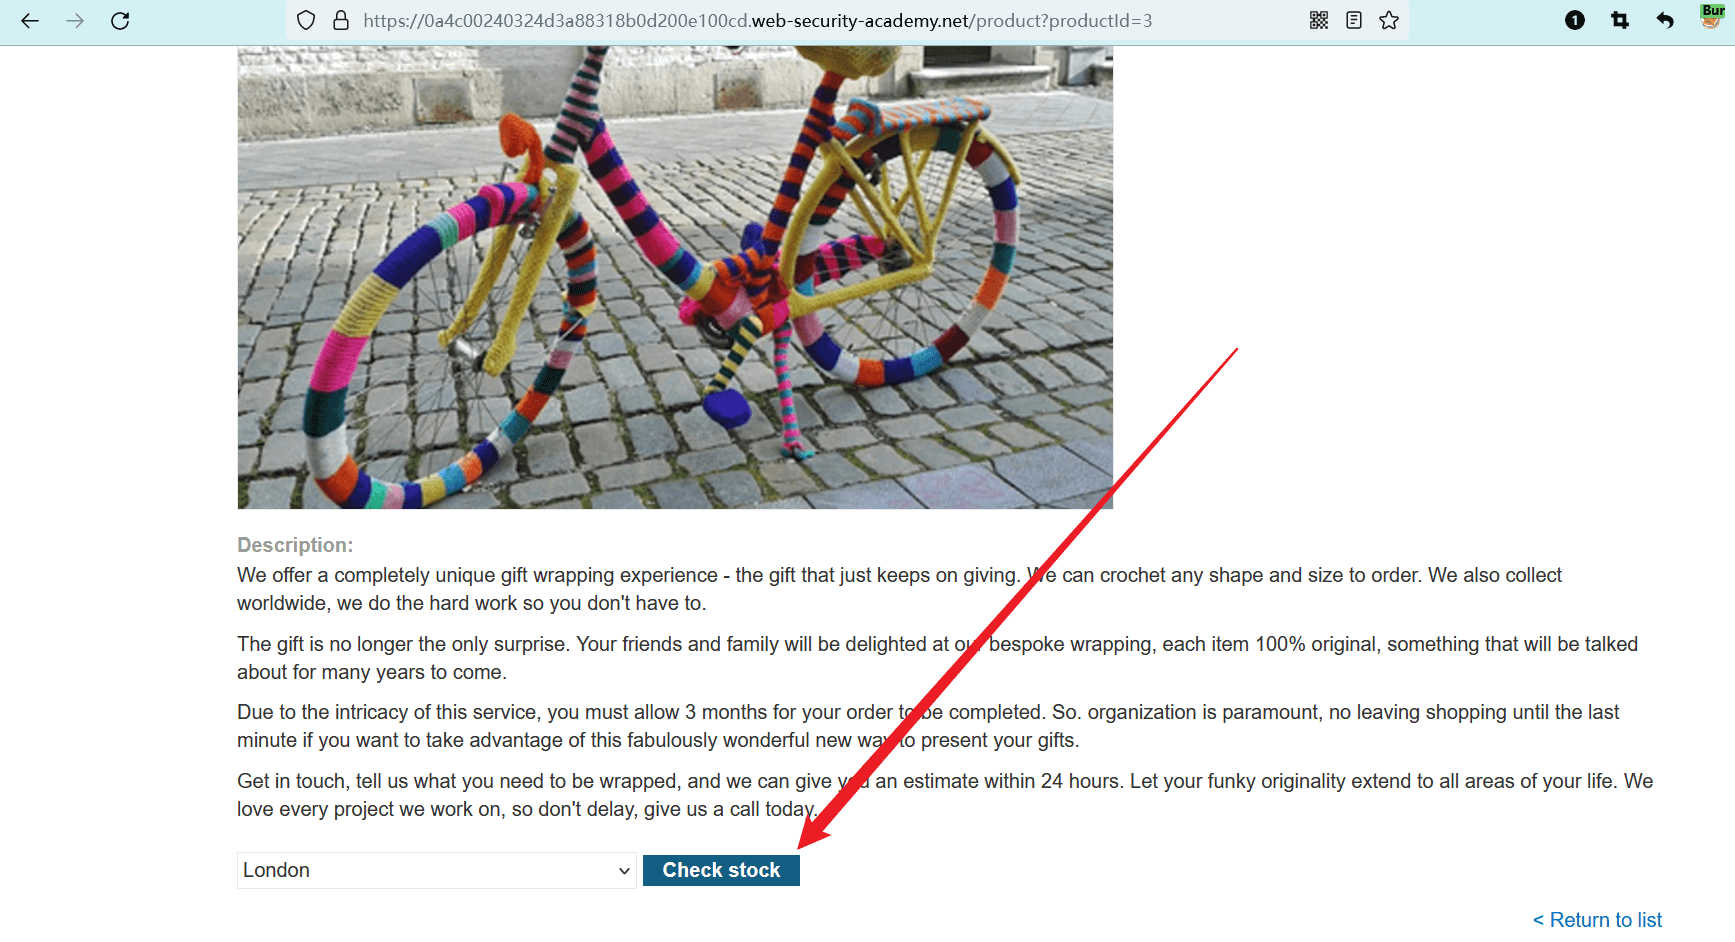 https://0a4c00240324d3a88318b0d200e100cd.web-security-academy.net/product?productId=3
1
Bur
Description:
We offer a completely unique gift wrapping experience - the gift that just keeps on giving. We can crochet any shape and size to order. We also collect
worldwide, we do the hard work so you don't have to.
The gift is no longer the only surprise. Your friends and family will be delighted at our bespoke wrapping, each item 100% original, something that will be talked
about for many years to come.
Due to the intricacy of this service, you must allow 3 months for your order to be completed. So. organization is paramount, no leaving shopping until the last
minute if you want to take advantage of this fabulously wonderful new way to present your gifts.
Get in touch, tell us what you need to be wrapped, and we can give you an estimate within 24 hours. Let your funky originality extend to all areas of your life. We
love every project we work on, so don't delay, give us a call today.
London
Check stock
< Return to list